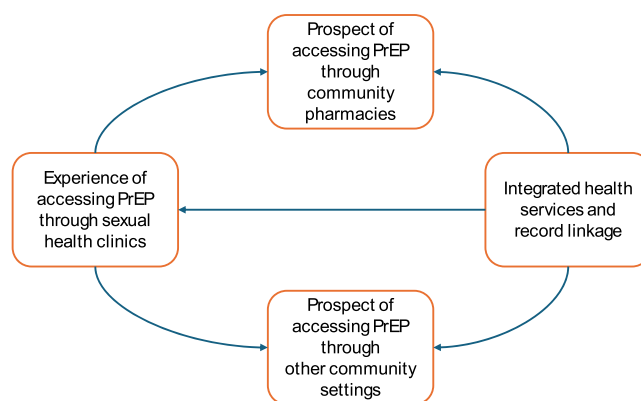 Prospect of
accessing PrEP
through
community
pharmacies
Experience of
accessing PrEP
through sexual
health clinics
Integrated health
services and
record linkage
Prospect of
accessing PrEP
through
other community
settings